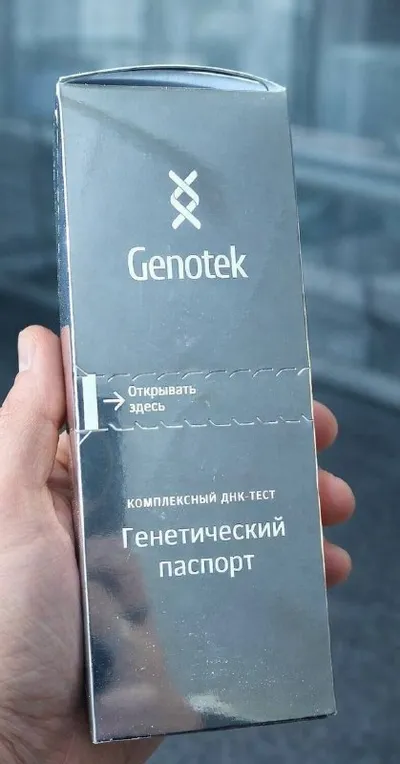 Genotek
Открывать
здесь
КОМПЛЕКСНЫЙ ДНК-ТЕСТ
Генетический
паспорт